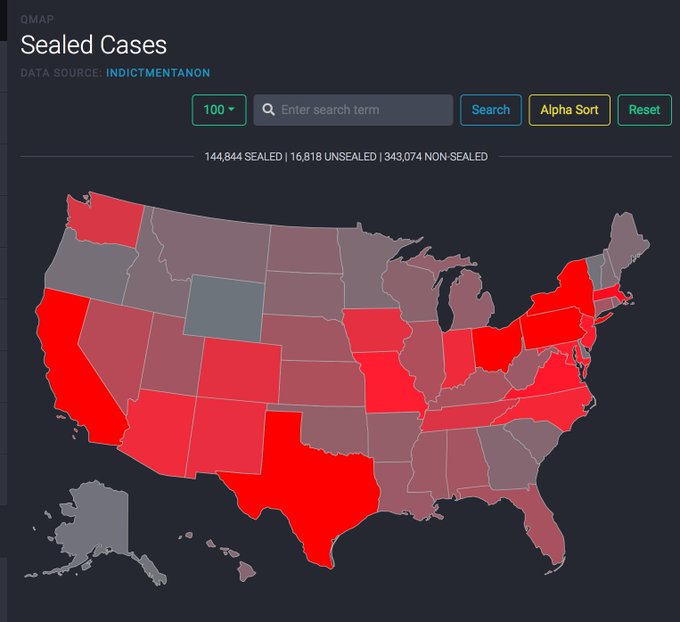 QMAP
Sealed Cases
DATA SOURCE: INDICTMENTANON
100 Enter search term Search Alpha Sort Reset
144,844 SEALED | 16,818 UNSEALED | 343,074 NON-SEALED